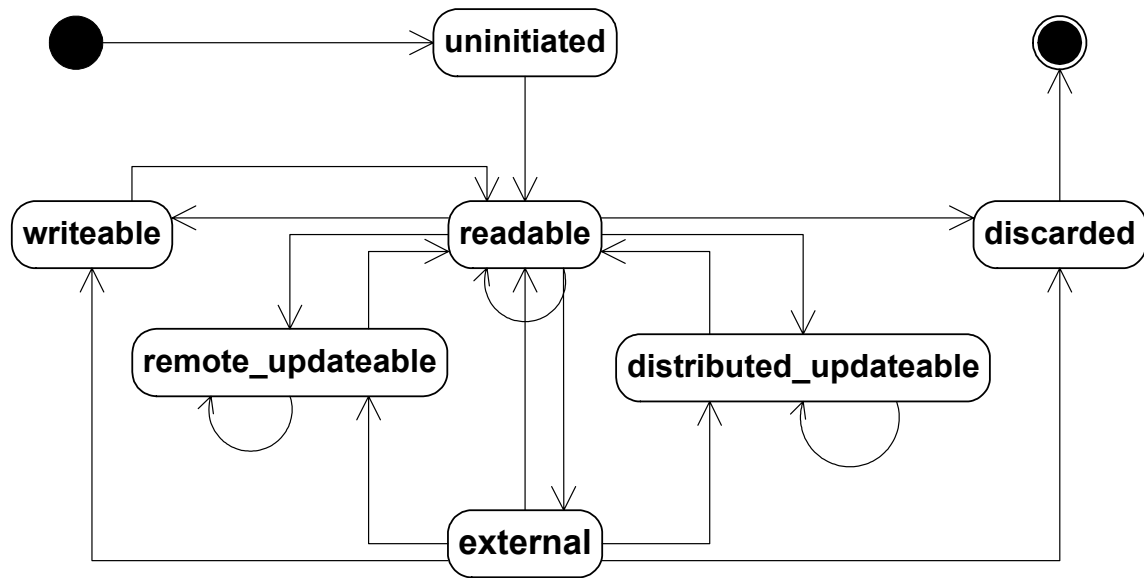 uninitiated
writeable
readable
discarded
remote_updateable
distributed_updateable
external